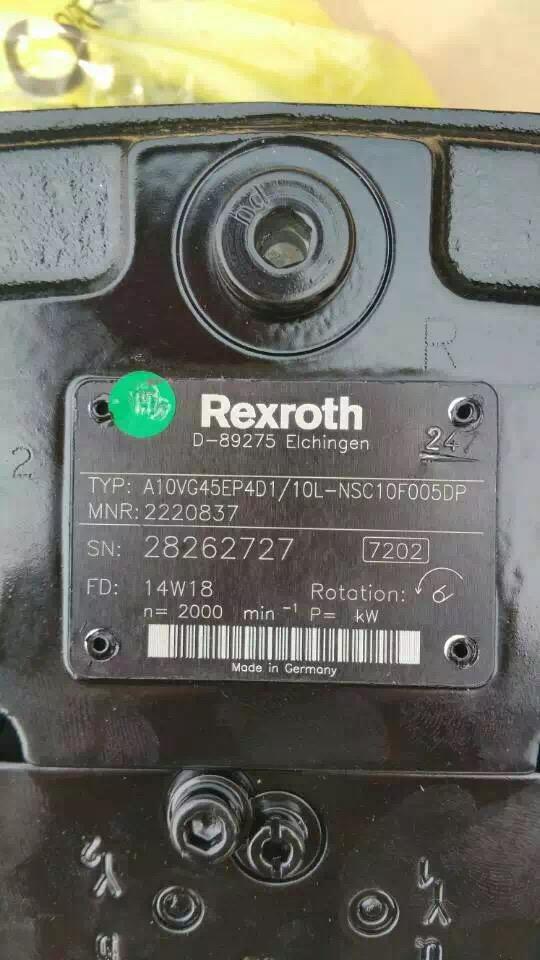 R
2
Rexroth
D-89275 Elchingen
247
TYP: A10VG45EP4D1/10L-NSC10F005DP
MNR: 2220837
SN: 28262727 7202
FD: 14W18 Rotation:
n= 2000 min⁻¹ P= kW
Made in Germany